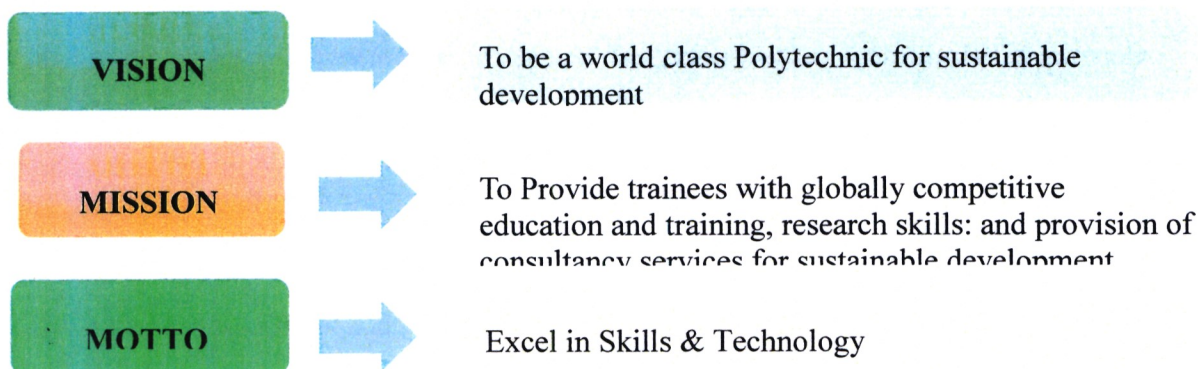 VISION
To be a world class Polytechnic for sustainable
development
MISSION
To Provide trainees with globally competitive
education and training, research skills: and provision of
consultancy services for sustainable development
MOTTO
Excel in Skills & Technology